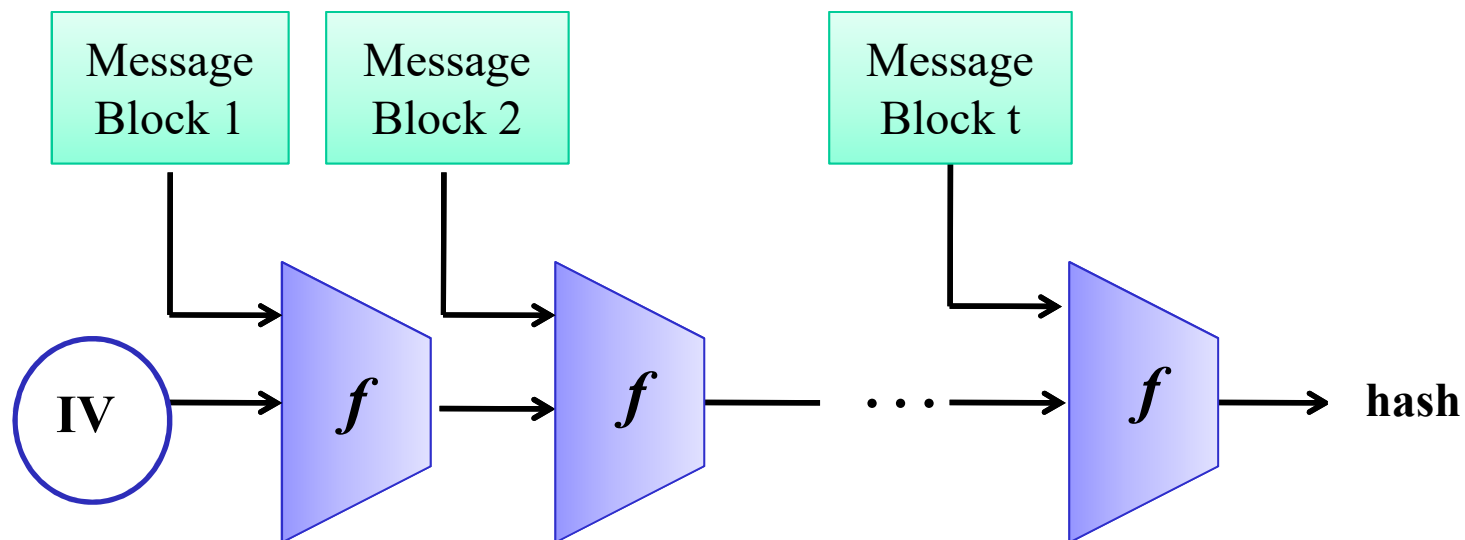 Message
Block 1
Message
Block 2
Message
Block t
IV
f
f
. . .
f
hash